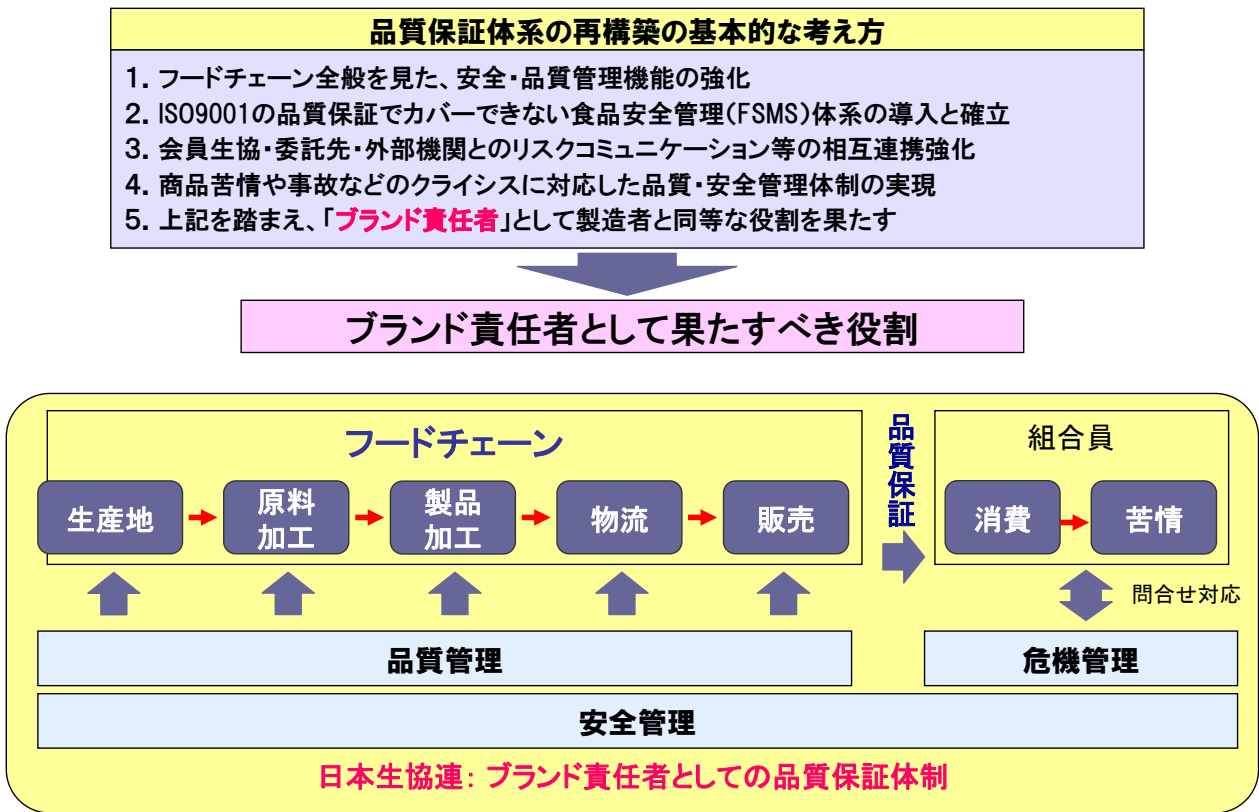 品質保証体系の再構築の基本的な考え方
1. フードチェーン全般を見た、安全・品質管理機能の強化
2. ISO9001の品質保証でカバーできない食品安全管理(FSMS)体系の導入と確立
3. 会員生協・委託先・外部機関とのリスクコミュニケーション等の相互連携強化
4. 商品苦情や事故などのクライシスに対応した品質・安全管理体制の実現
5. 上記を踏まえ、「ブランド責任者」として製造者と同等な役割を果たす
ブランド責任者として果たすべき役割
フードチェーン
生産地
原料
加工
製品
加工
物流
販売
品質保証
組合員
消費
苦情
問合せ対応
品質管理
危機管理
安全管理
日本生協連: ブランド責任者としての品質保証体制